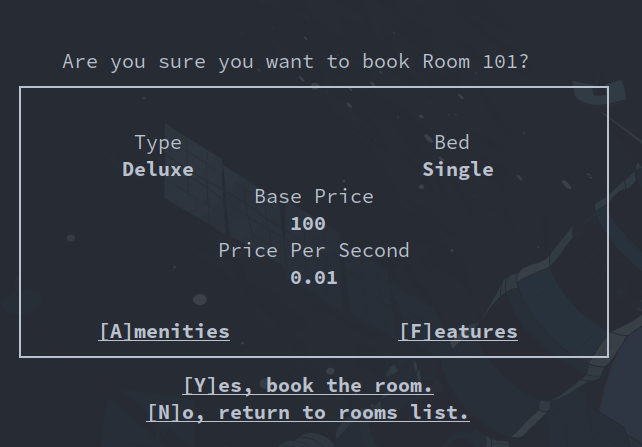 Are you sure you want to book Room 101?
Type Bed
Deluxe Single
Base Price
100
Price Per Second
0.01
[A]menities [F]eatures
[Y]es, book the room.
[N]o, return to rooms list.